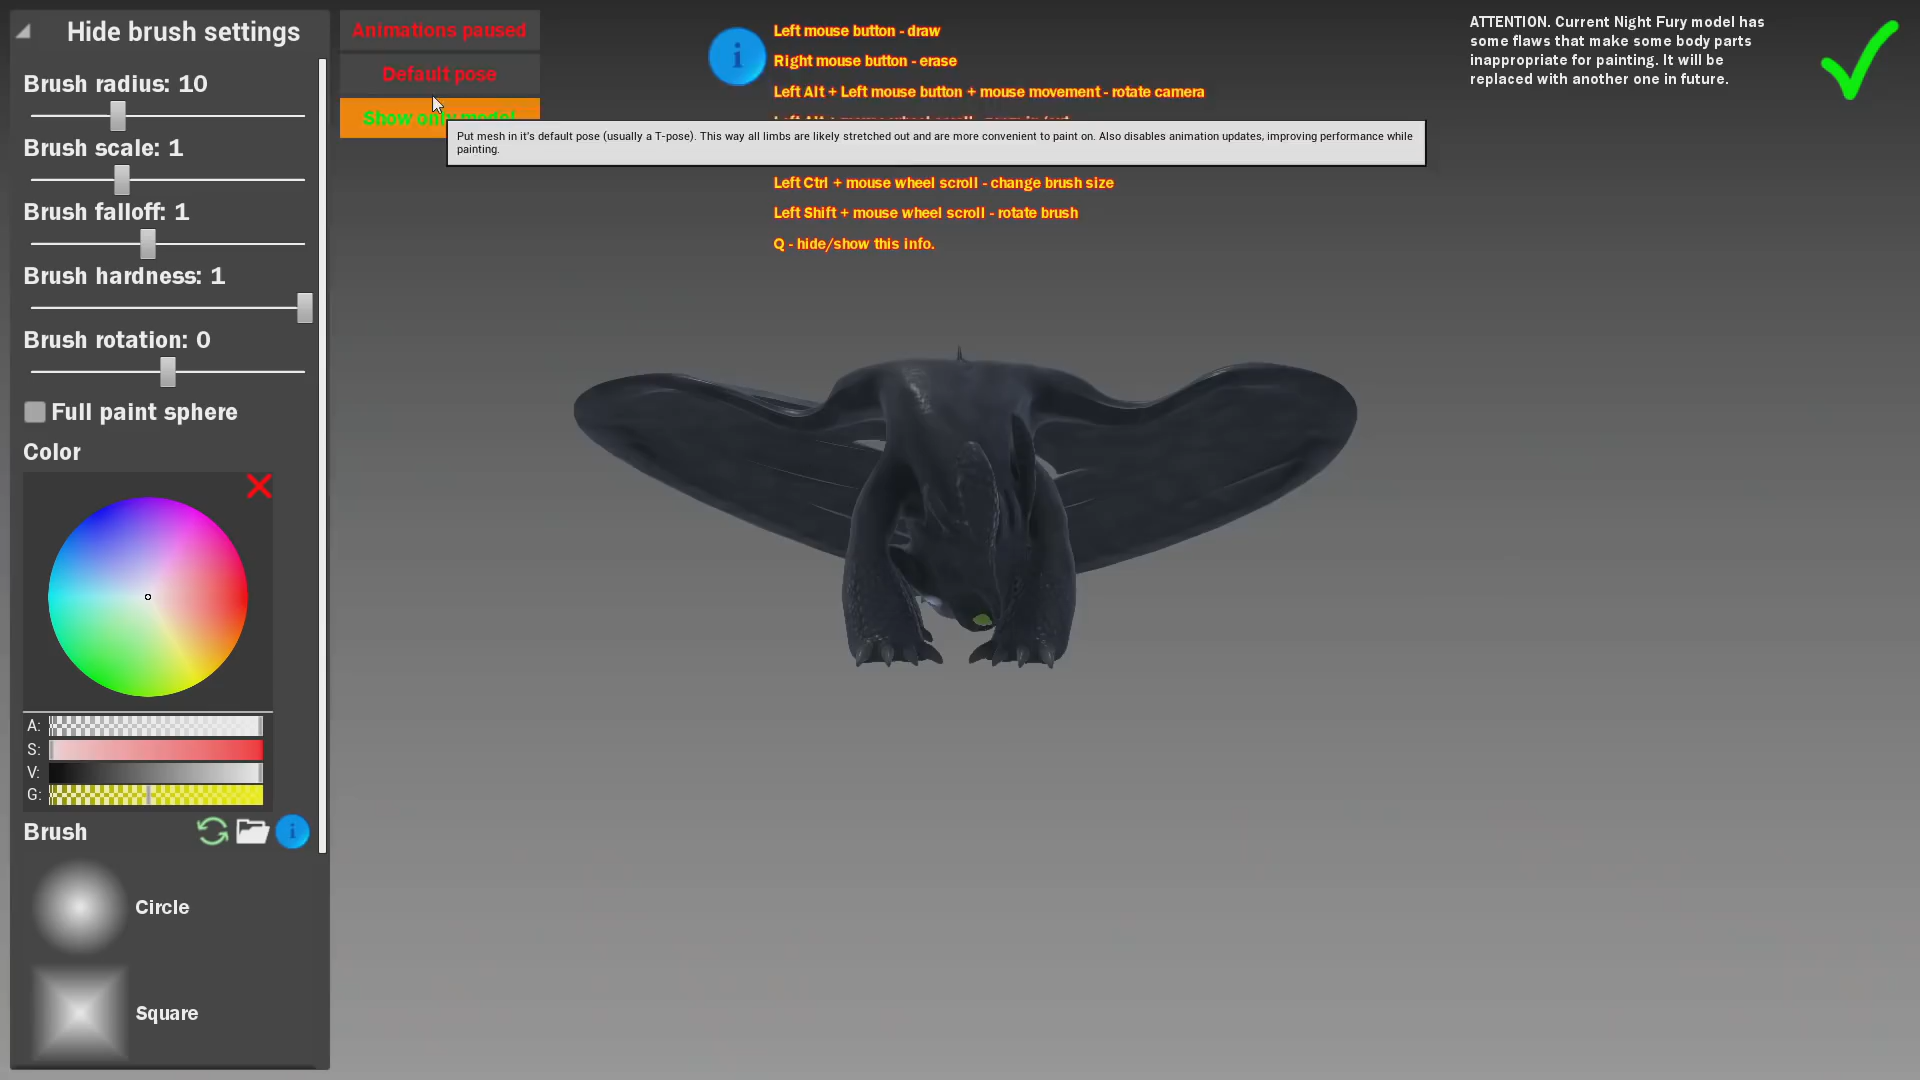 Hide brush settings
Brush radius: 10
Brush scale: 1
Brush falloff: 1
Brush hardness: 1
Brush rotation: 0
Full paint sphere
Color
A:
S:
V:
G:
Brush
Circle
Square
Animations paused
Default pose
Show only model
Put mesh in it's default pose (usually a T-pose). This way all limbs are likely stretched out and are more convenient to paint on. Also disables animation updates, improving performance while
painting.
Left mouse button - draw
Right mouse button - erase
Left Alt + Left mouse button + mouse movement - rotate camera
Left Ctrl + mouse wheel scroll - change brush size
Left Shift + mouse wheel scroll - rotate brush
Q - hide/show this info.
ATTENTION. Current Night Fury model has
some flaws that make some body parts
inappropriate for painting. It will be
replaced with another one in future.